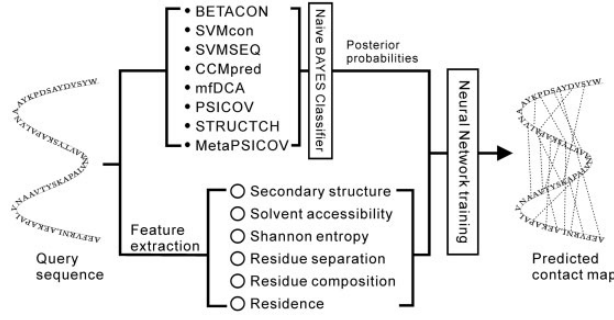 BETACON
SVMcon
SVMSEQ
CCMpred
mfDCA
PSICOV
STRUCTCH
MetaPSICOV
Naive BAYES Classifier
Posterior
probabilities
Neural Network training
Feature
extraction
Secondary structure
Solvent accessibility
Shannon entropy
Residue separation
Residue composition
Residence
Query
sequence
Predicted
contact map